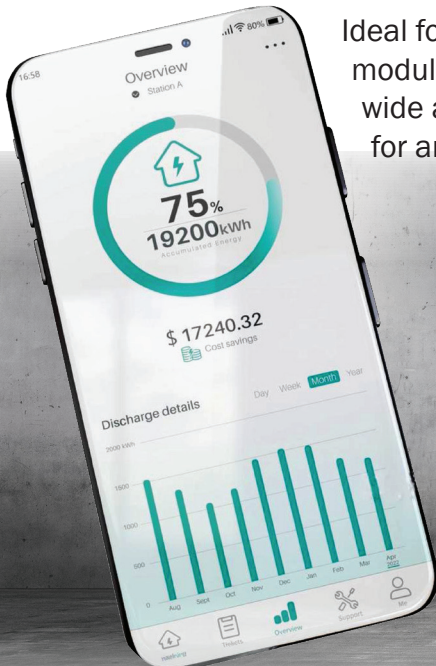 Ideal fo
modul
wide a
for an
16:58
80%
Overview
Station A
75%
19200kWh
Accumulated Energy
$ 17240.32
Cost savings
Discharge details
Day Week Month Year
2000 kWh
1500
1000
500
0
Aug Sept Oct Nov Dec Jan Feb Mar Apr
Tickets Overview Support Me